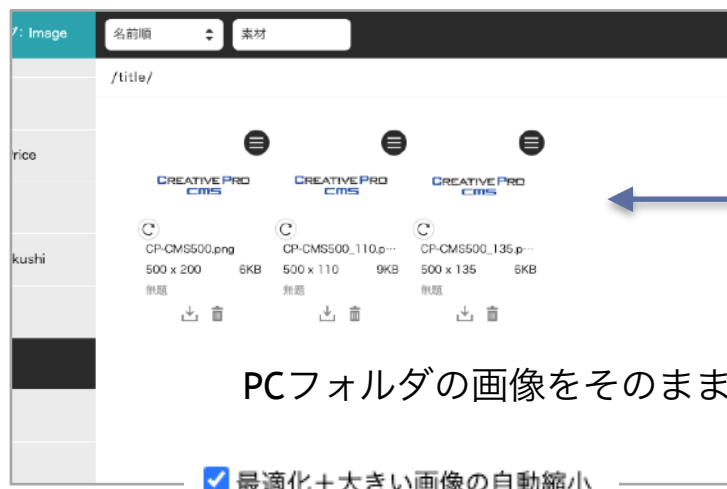 : Image
名前順
素材
/title/
rice
kushi
CREATIVE PRO CMS
CREATIVE PRO CMS
CREATIVE PRO CMS
CP-CMS500.png
500 x 200 6KB
無題
CP-CMS500_110.p…
500 x 110 9KB
無題
CP-CMS500_135.p…
500 x 135 6KB
無題
PCフォルダの画像をそのまま
最適化+大きい画像の自動縮小